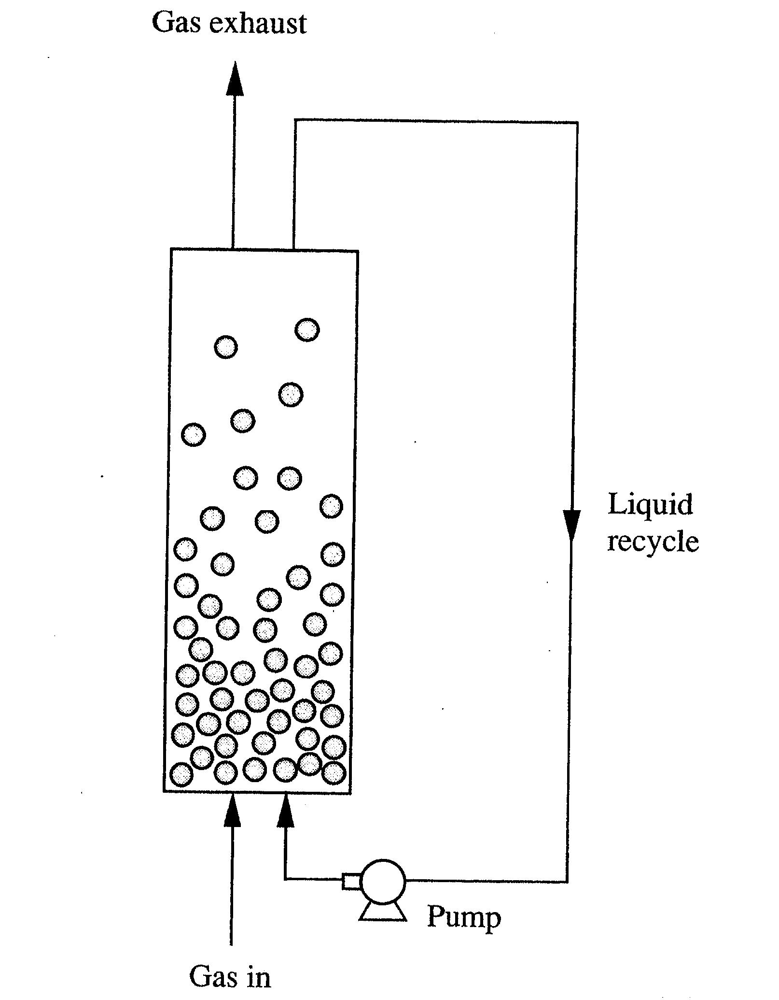 Gas exhaust
Liquid
recycle
Pump
Gas in